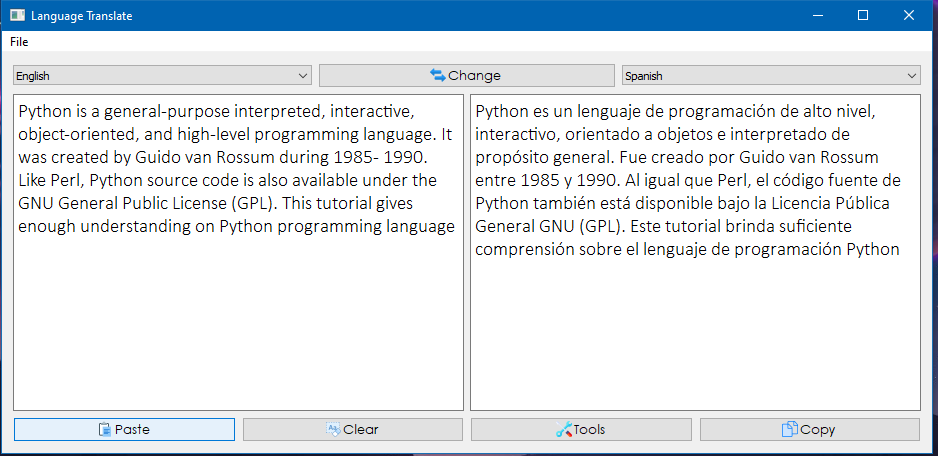 Language Translate
File
English
Change
Spanish
Python is a general-purpose interpreted, interactive,
object-oriented, and high-level programming language. It
was created by Guido van Rossum during 1985- 1990.
Like Perl, Python source code is also available under the
GNU General Public License (GPL). This tutorial gives
enough understanding on Python programming language
Python es un lenguaje de programación de alto nivel,
interactivo, orientado a objetos e interpretado de
propósito general. Fue creado por Guido van Rossum
entre 1985 y 1990. Al igual que Perl, el código fuente de
Python también está disponible bajo la Licencia Pública
General GNU (GPL). Este tutorial brinda suficiente
comprensión sobre el lenguaje de programación Python
Paste
Clear
Tools
Copy